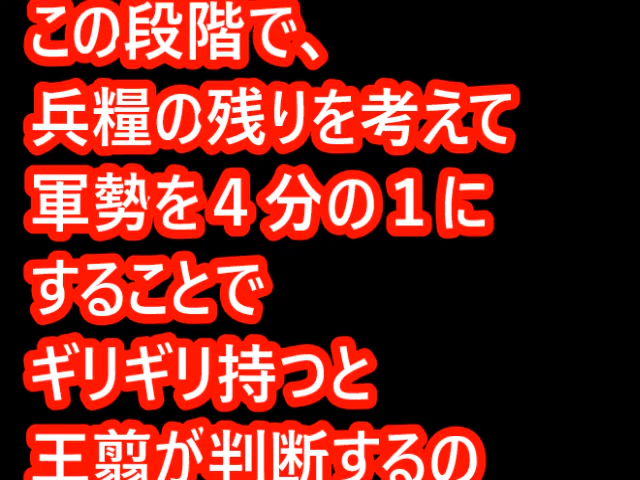 この段階で、
兵糧の残りを考えて
軍勢を４分の１に
することで
ギリギリ持つと
王翦が判断するの